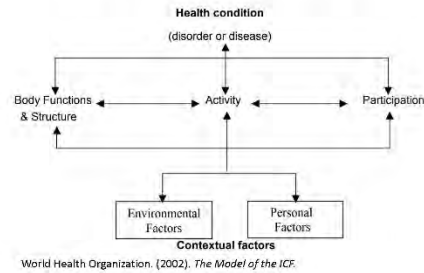 Health condition
(disorder or disease)
Body Functions
& Structure
Activity
Participation
Environmental
Factors
Personal
Factors
Contextual factors
World Health Organization. (2002). The Model of the ICF.